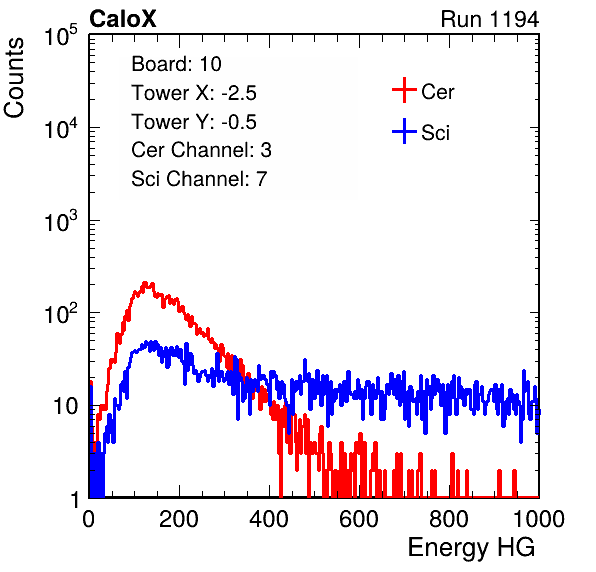 CaloX Run 1194
Counts
Board: 10
Tower X: -2.5
Tower Y: -0.5
Cer Channel: 3
Sci Channel: 7
Cer
Sci
10^5
10^4
10^3
10^2
10
1
0 200 400 600 800 1000
Energy HG